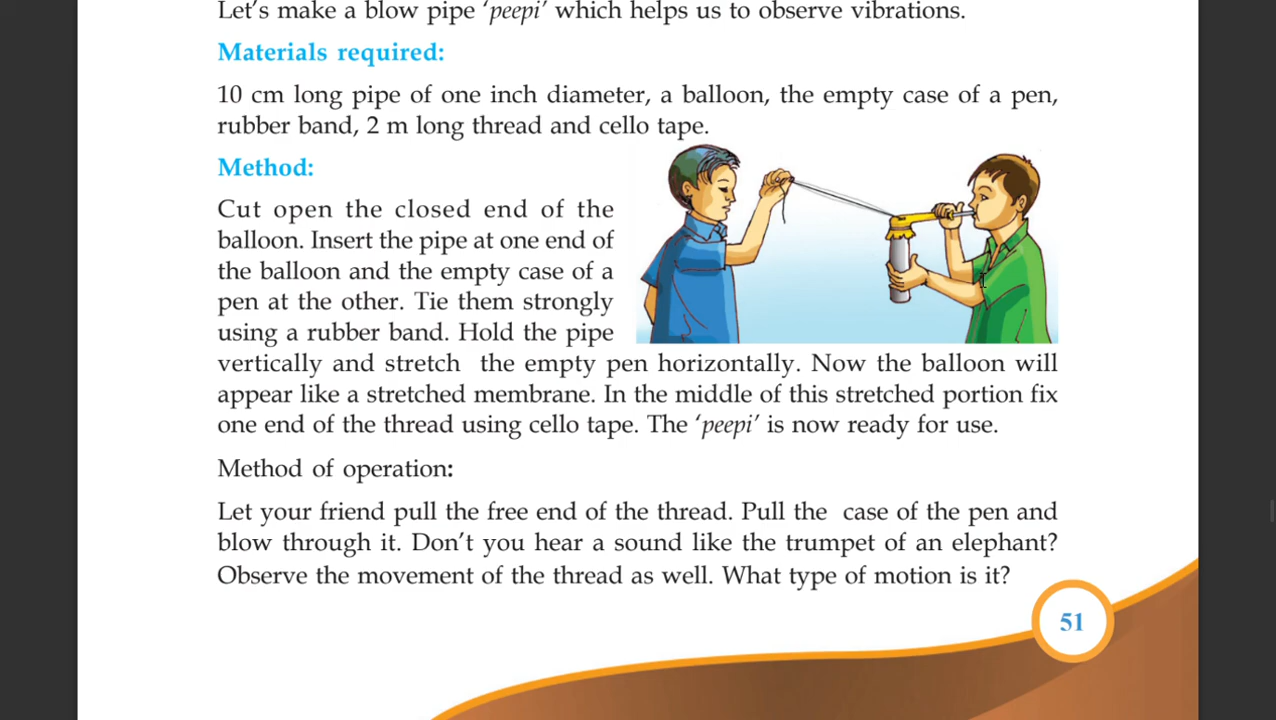 Let's make a blow pipe 'peepi' which helps us to observe vibrations.
Materials required:
10 cm long pipe of one inch diameter, a balloon, the empty case of a pen,
rubber band, 2 m long thread and cello tape.
Method:
Cut open the closed end of the
balloon. Insert the pipe at one end of
the balloon and the empty case of a
pen at the other. Tie them strongly
using a rubber band. Hold the pipe
vertically and stretch the empty pen horizontally. Now the balloon will
appear like a stretched membrane. In the middle of this stretched portion fix
one end of the thread using cello tape. The 'peepi' is now ready for use.
Method of operation:
Let your friend pull the free end of the thread. Pull the case of the pen and
blow through it. Don't you hear a sound like the trumpet of an elephant?
Observe the movement of the thread as well. What type of motion is it?
51